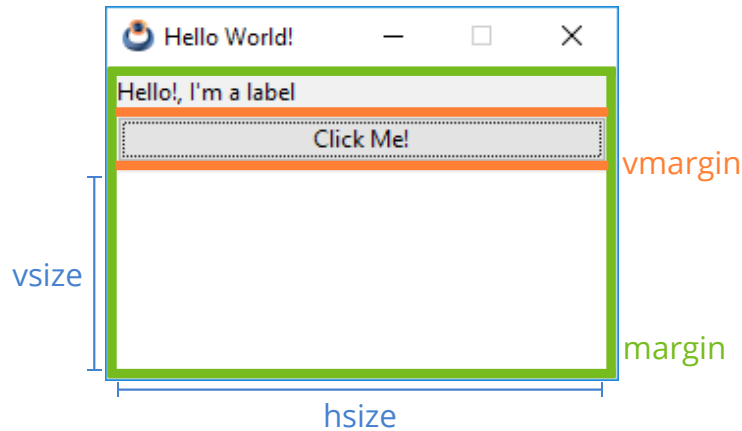 Hello World!
Hello!, I'm a label
Click Me!
vmargin
vsize
margin
hsize